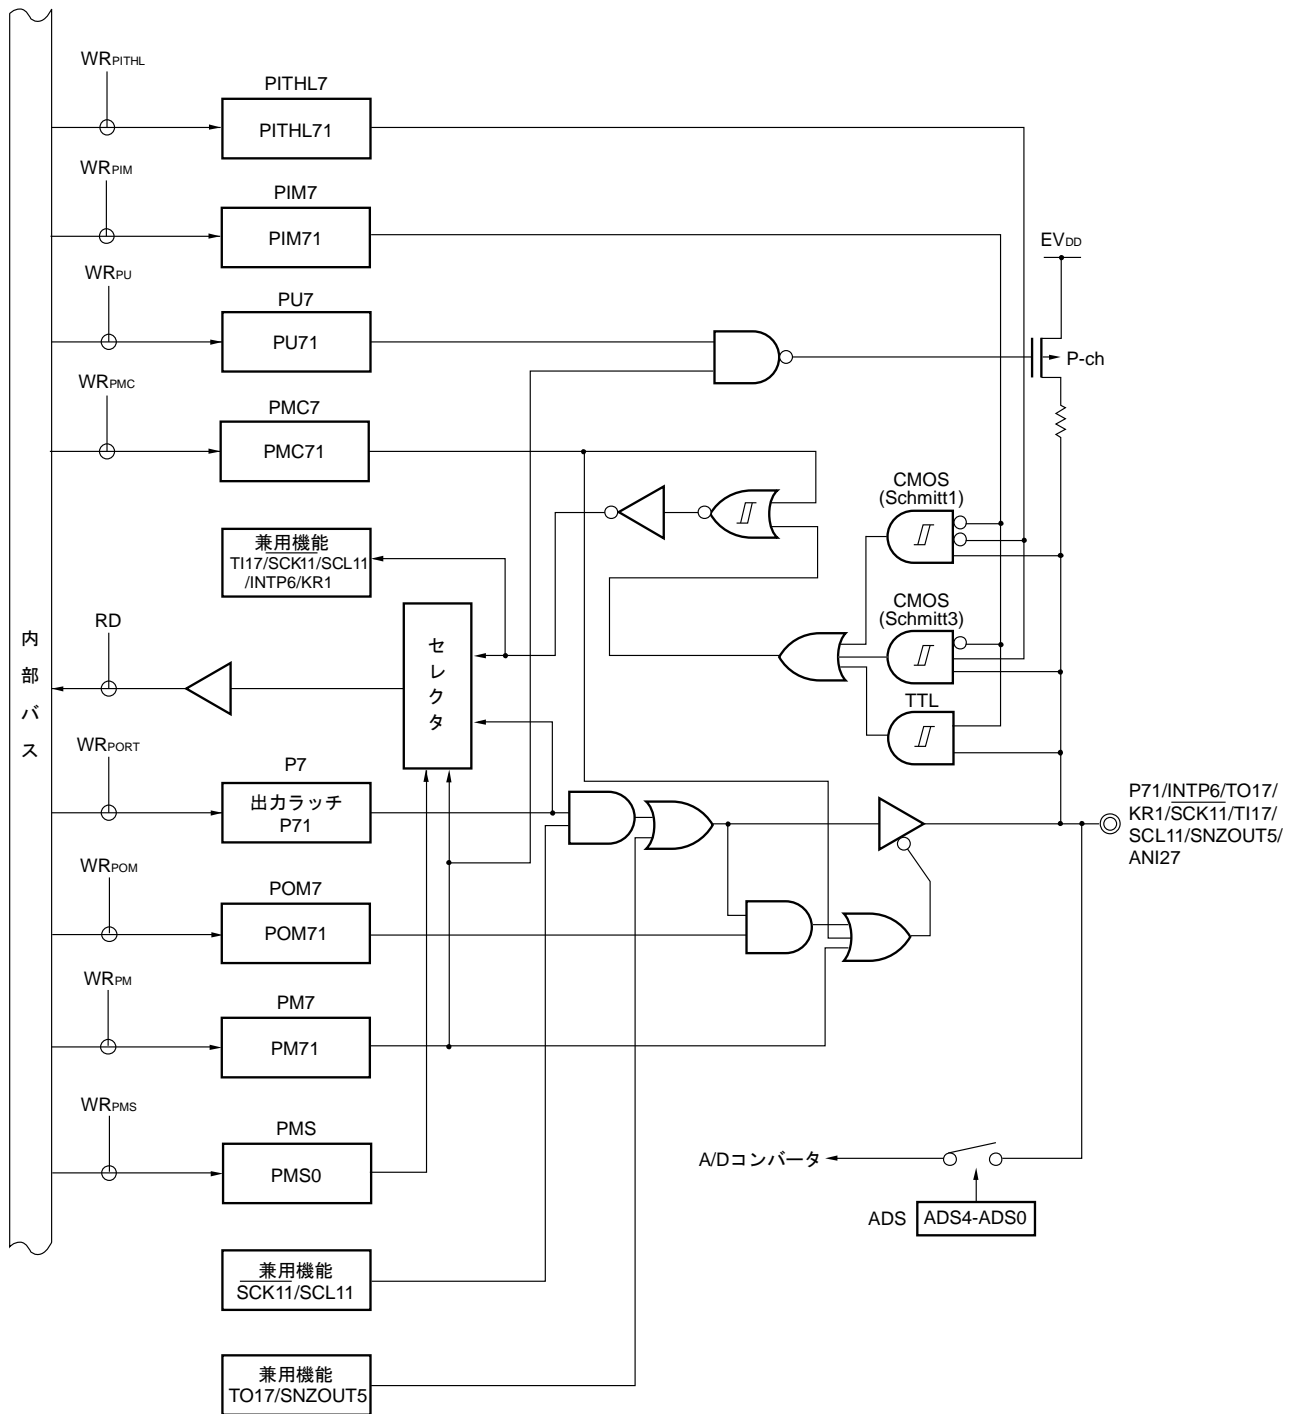 WRPITHL
PITHL7
PITHL71
WRPIM
PIM7
PIM71
EVDD
WRPU
PU7
PU71
P-ch
WRPMC
PMC7
PMC71
CMOS
(Schmitt1)
兼用機能
TI17/SCK11/SCL11
/INTP6/KR1
CMOS
(Schmitt3)
RD
セレクタ
内部バス
TTL
WRPORT
P7
出力ラッチ
P71
P71/INTP6/TO17/
KR1/SCK11/TI17/
SCL11/SNZOUT5/
ANI27
WRPOM
POM7
POM71
WRPM
PM7
PM71
WRPMS
PMS
PMS0
A/Dコンバータ
ADS
ADS4-ADS0
兼用機能
SCK11/SCL11
兼用機能
TO17/SNZOUT5